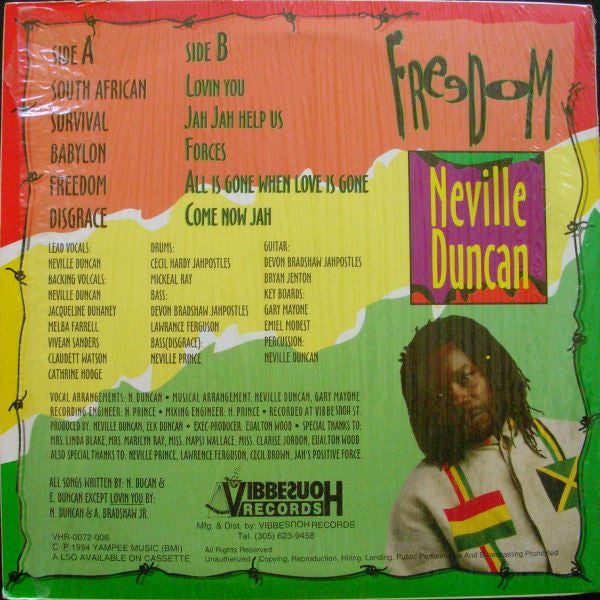 SIDE A
SOUTH AFRICAN
SURVIVAL
BABYLON
FREEDOM
DISGRACE
SIDE B
LOVIN YOU
JAH JAH HELP US
FORCES
ALL IS GONE WHEN LOVE IS GONE
COME NOW JAH
FREEDOM
Neville
Duncan
LEAD VOCALS:
NEVILLE DUNCAN
BACKING VOLCALS:
NEVILLE DUNCAN
JACQUELINE DUHANEY
MELBA FARRELL
VIVEAN SANDERS
CLAUDETT WATSON
CATHRINE HODGE
DRUMS:
CECIL HARDY JAHPOSTLES
MICKEAL RAY
BASS:
DEVON BRADSHAW JAHPOSTLES
LAWRANCE FERGUSON
BASS(DISGRACE):
NEVILLE PRINCE
GUITAR:
DEVON BRADSHAW JAHPOSTLES
BRYAN JENTON
KEY BOARDS:
GARY MAYONE
EMIEL MODEST
PERCUSSION:
NEVILLE DUNCAN
VOCAL ARRANGEMENTS: N. DUNCAN • MUSICAL ARRANGEMENT: NEVILLE DUNCAN, GARY MAYONE
RECORDING ENGINEER: N. PRINCE • MIXING ENGINEER: N. PRINCE • RECORDED AT VIBBESUOH ST.
PRODUCED BY: NEVILLE DUNCAN, ELX DUNCAN • EXEC-PRODUCER: EUALTON WOOD • SPECIAL THANKS TO:
MRS. LINDA BLAKE, MRS. MARILYN RAY, MISS. MAPSI WALLACE, MISS. CLARISE JORDON, EUALTON WOOD
ALSO SPECIAL THANKS TO: NEVILLE PRINCE, LAWRENCE FERGUSON, CECIL BROWN, JAH'S POSITIVE FORCE.
ALL SONGS WRITTEN BY: N. DUCAN &
E. DUNCAN EXCEPT LOVIN YOU BY:
N. DUNCAN & A. BRADSHAW JR.
VHR-0072-006
© ℗ 1994 YAMPEE MUSIC (BMI)
ALSO AVAILABLE ON CASSETTE
VIBBESUOH
RECORDS
Mfg. & Dist. by: VIBBESUOH RECORDS
Tel. (305) 623-9458
All Rights Reserved
Unauthorized Copying, Reproduction, Hiring, Lending, Public Performance And Broadcasting Prohibited